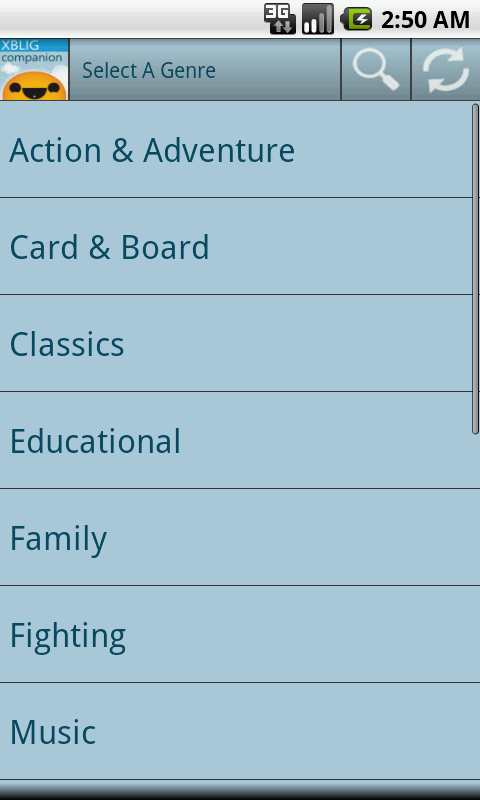 3G
2:50 AM
XBLIG
companion
Select A Genre
Action & Adventure
Card & Board
Classics
Educational
Family
Fighting
Music